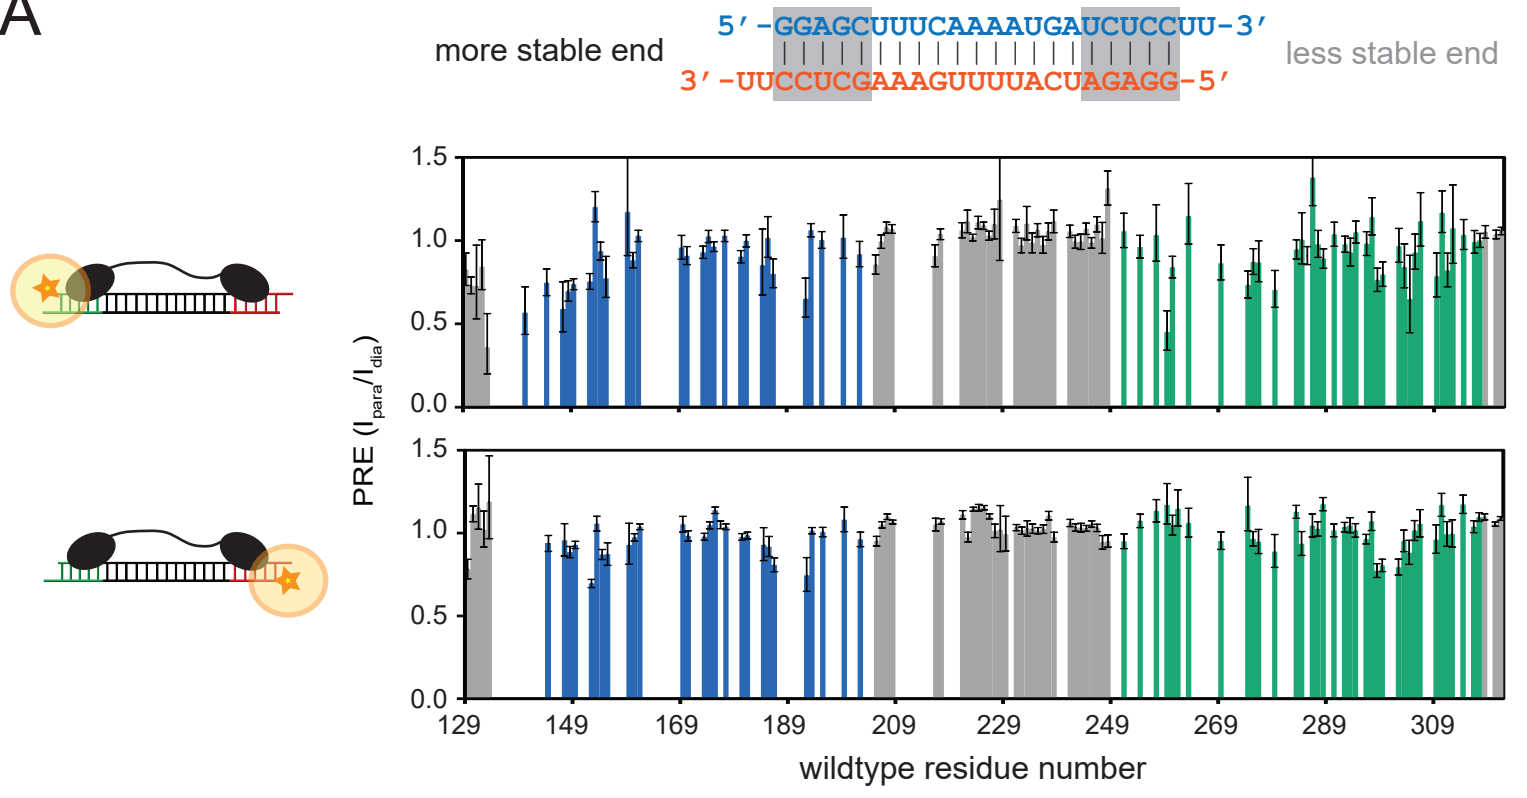 A
5′-GGAGCUUUCAAAAUGAUCUCCUU-3′
more stable end
less stable end
3′-UUCCUCGAAAGUUUUACUAGAGG-5′
1.5
1.0
0.5
0.0
PRE (Ipara/Idia)
1.5
1.0
0.5
0.0
129 149 169 189 209 229 249 269 289 309
wildtype residue number